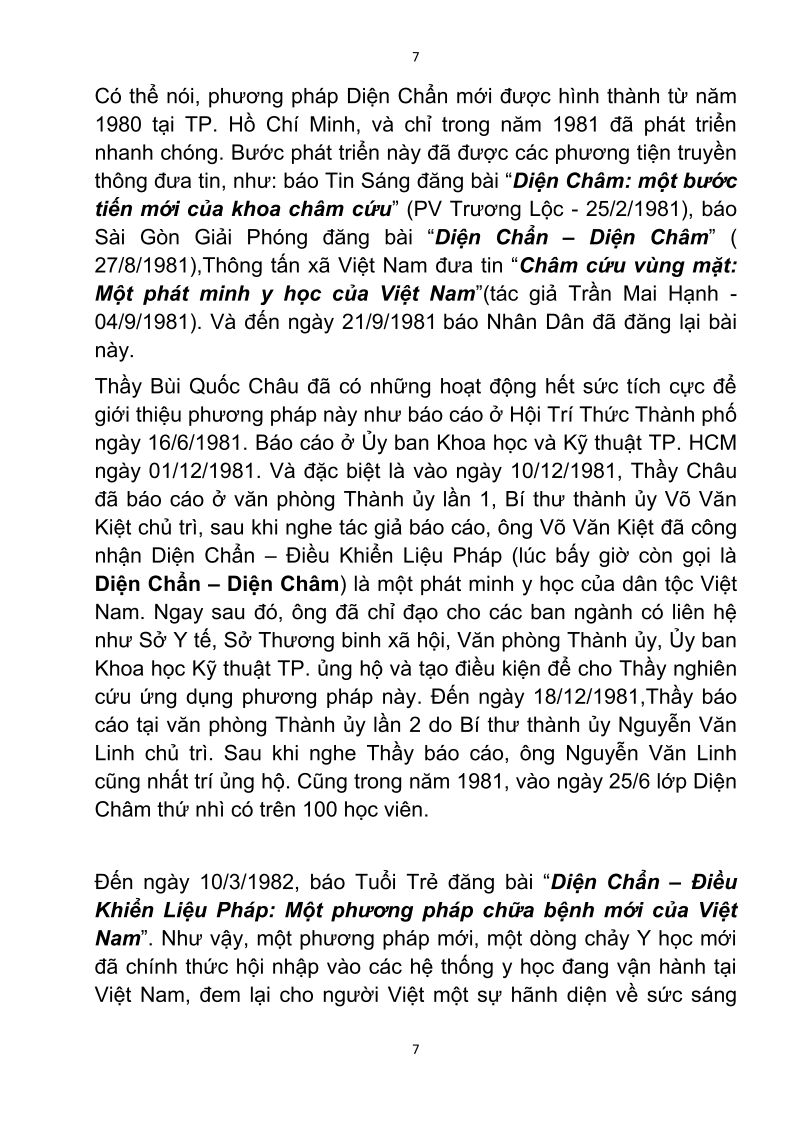 7
Có thể nói, phương pháp Diện Chẩn mới được hình thành từ năm
1980 tại TP. Hồ Chí Minh, và chỉ trong năm 1981 đã phát triển
nhanh chóng. Bước phát triển này đã được các phương tiện truyền
thông đưa tin, như: báo Tin Sáng đăng bài “Diện Châm: một bước
tiến mới của khoa châm cứu” (PV Trương Lộc - 25/2/1981), báo
Sài Gòn Giải Phóng đăng bài “Diện Chẩn – Diện Châm” (
27/8/1981),Thông tấn xã Việt Nam đưa tin “Châm cứu vùng mặt:
Một phát minh y học của Việt Nam”(tác giả Trần Mai Hạnh -
04/9/1981). Và đến ngày 21/9/1981 báo Nhân Dân đã đăng lại bài
này.
Thầy Bùi Quốc Châu đã có những hoạt động hết sức tích cực để
giới thiệu phương pháp này như báo cáo ở Hội Trí Thức Thành phố
ngày 16/6/1981. Báo cáo ở Ủy ban Khoa học và Kỹ thuật TP. HCM
ngày 01/12/1981. Và đặc biệt là vào ngày 10/12/1981, Thầy Châu
đã báo cáo ở văn phòng Thành ủy lần 1, Bí thư thành ủy Võ Văn
Kiệt chủ trì, sau khi nghe tác giả báo cáo, ông Võ Văn Kiệt đã công
nhận Diện Chẩn – Điều Khiển Liệu Pháp (lúc bấy giờ còn gọi là
Diện Chẩn – Diện Châm) là một phát minh y học của dân tộc Việt
Nam. Ngay sau đó, ông đã chỉ đạo cho các ban ngành có liên hệ
như Sở Y tế, Sở Thương binh xã hội, Văn phòng Thành ủy, Ủy ban
Khoa học Kỹ thuật TP. ủng hộ và tạo điều kiện để cho Thầy nghiên
cứu ứng dụng phương pháp này. Đến ngày 18/12/1981,Thầy báo
cáo tại văn phòng Thành ủy lần 2 do Bí thư thành ủy Nguyễn Văn
Linh chủ trì. Sau khi nghe Thầy báo cáo, ông Nguyễn Văn Linh
cũng nhất trí ủng hộ. Cũng trong năm 1981, vào ngày 25/6 lớp Diện
Châm thứ nhì có trên 100 học viên.
Đến ngày 10/3/1982, báo Tuổi Trẻ đăng bài “Diện Chẩn – Điều
Khiển Liệu Pháp: Một phương pháp chữa bệnh mới của Việt
Nam”. Như vậy, một phương pháp mới, một dòng chảy Y học mới
đã chính thức hội nhập vào các hệ thống y học đang vận hành tại
Việt Nam, đem lại cho người Việt một sự hãnh diện về sức sáng
7